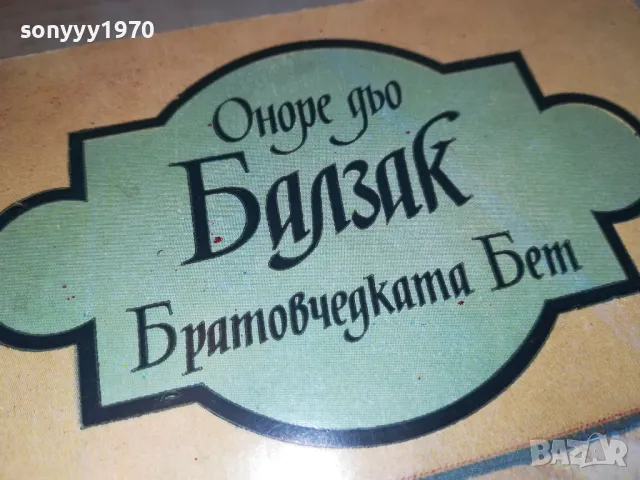 sonyyy1970
Оноре дьо
Балзак
Братовчедката Бет
BAZAR